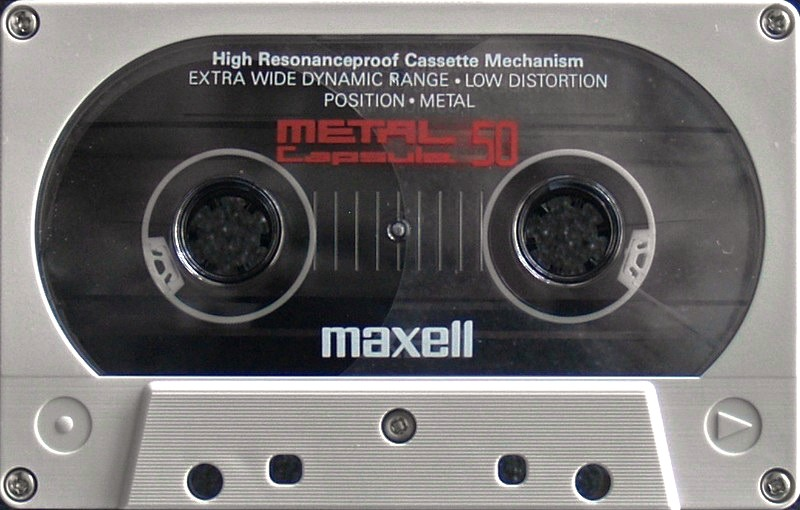 High Resonanceproof Cassette Mechanism
EXTRA WIDE DYNAMIC RANGE • LOW DISTORTION
POSITION • METAL
METAL
Capsule 50
maxell